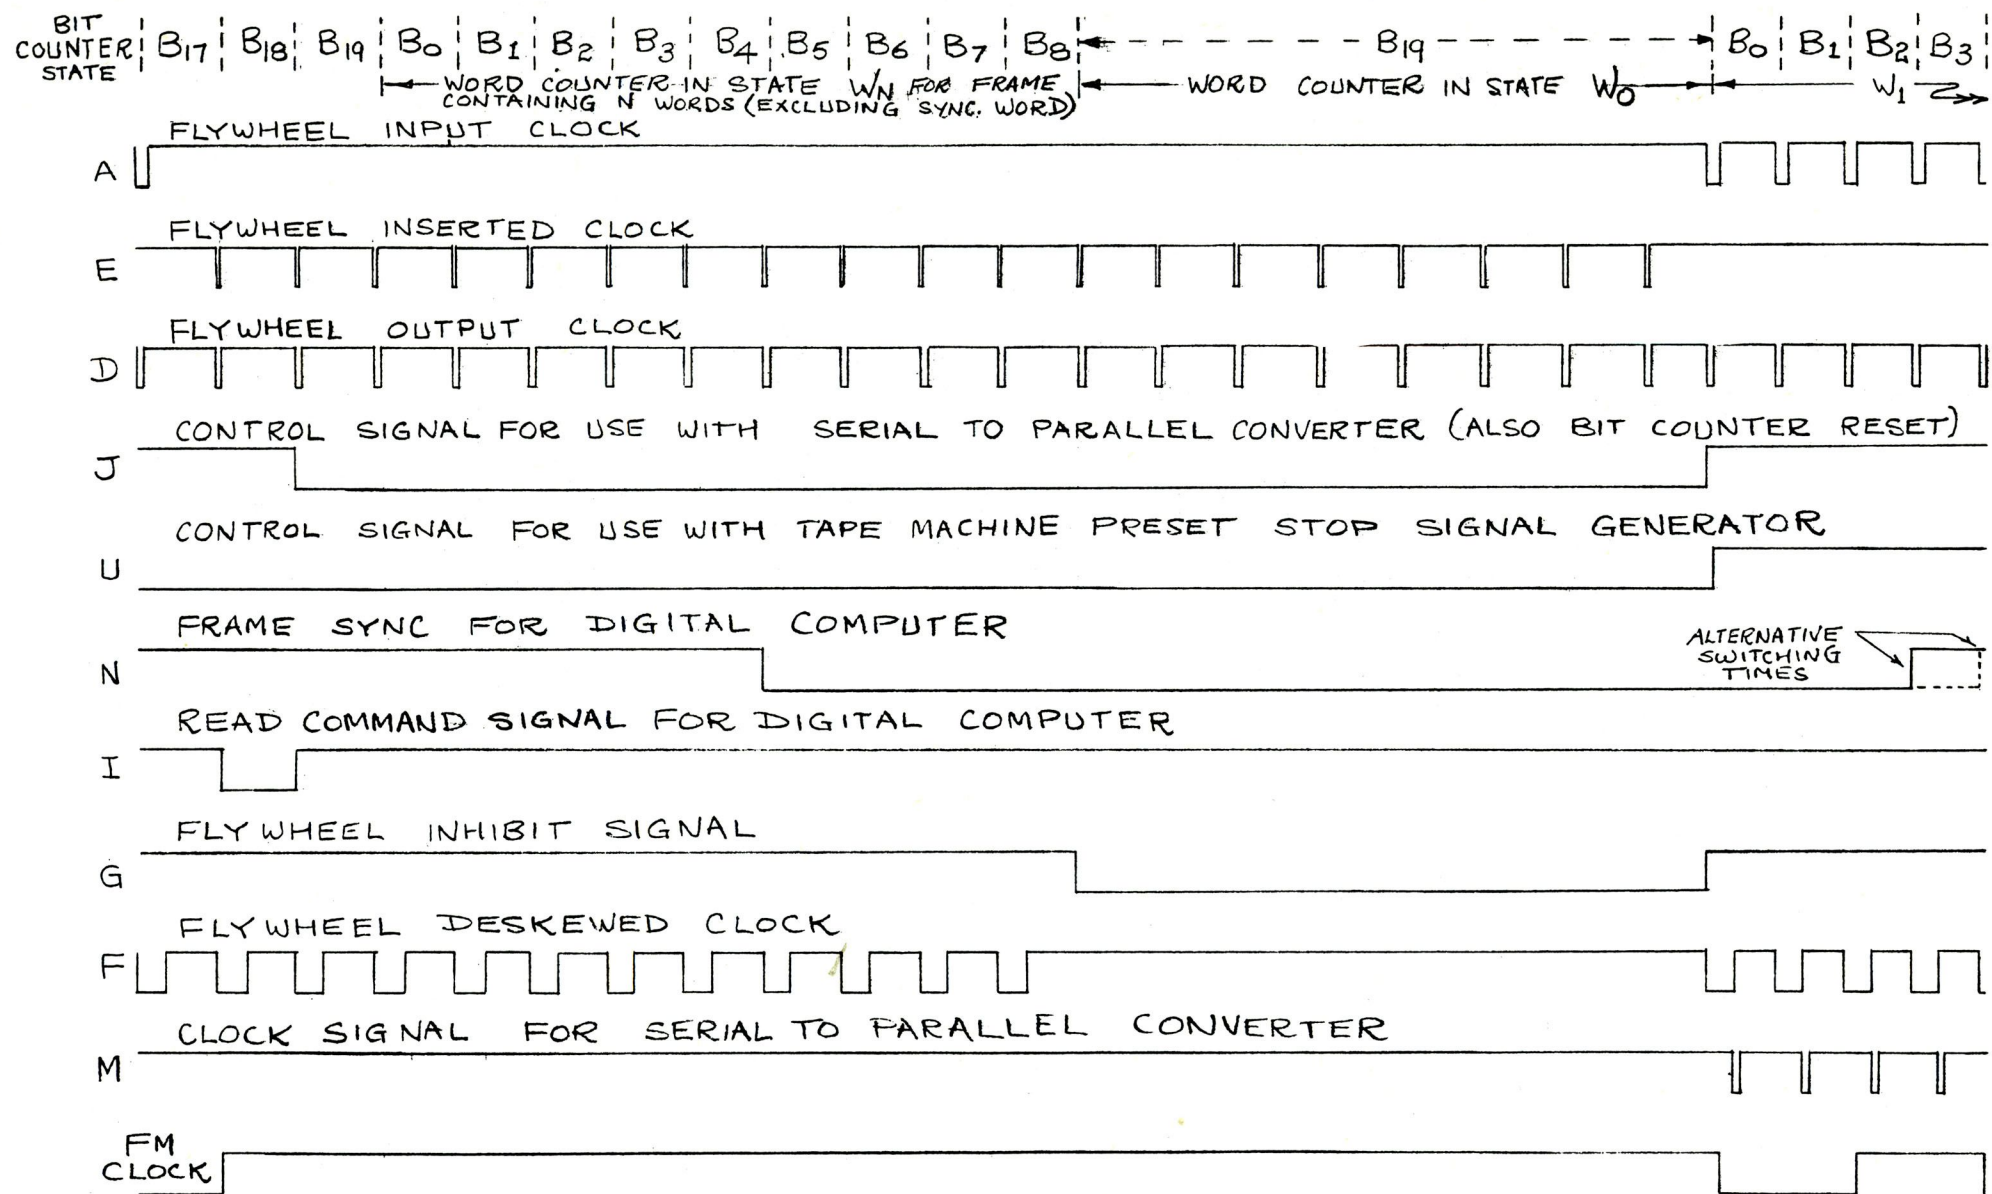 BIT
COUNTER
STATE
B17 B18 B19 B0 B1 B2 B3 B4 B5 B6 B7 B8 B19 B0 B1 B2 B3
WORD COUNTER IN STATE WN FOR FRAME
CONTAINING N WORDS (EXCLUDING SYNC. WORD)
WORD COUNTER IN STATE W0
W1
FLYWHEEL INPUT CLOCK
A
FLYWHEEL INSERTED CLOCK
E
FLYWHEEL OUTPUT CLOCK
D
CONTROL SIGNAL FOR USE WITH SERIAL TO PARALLEL CONVERTER (ALSO BIT COUNTER RESET)
J
CONTROL SIGNAL FOR USE WITH TAPE MACHINE PRESET STOP SIGNAL GENERATOR
U
FRAME SYNC FOR DIGITAL COMPUTER
ALTERNATIVE
SWITCHING
TIMES
N
READ COMMAND SIGNAL FOR DIGITAL COMPUTER
I
FLYWHEEL INHIBIT SIGNAL
G
FLYWHEEL DESKEWED CLOCK
F
CLOCK SIGNAL FOR SERIAL TO PARALLEL CONVERTER
M
FM
CLOCK